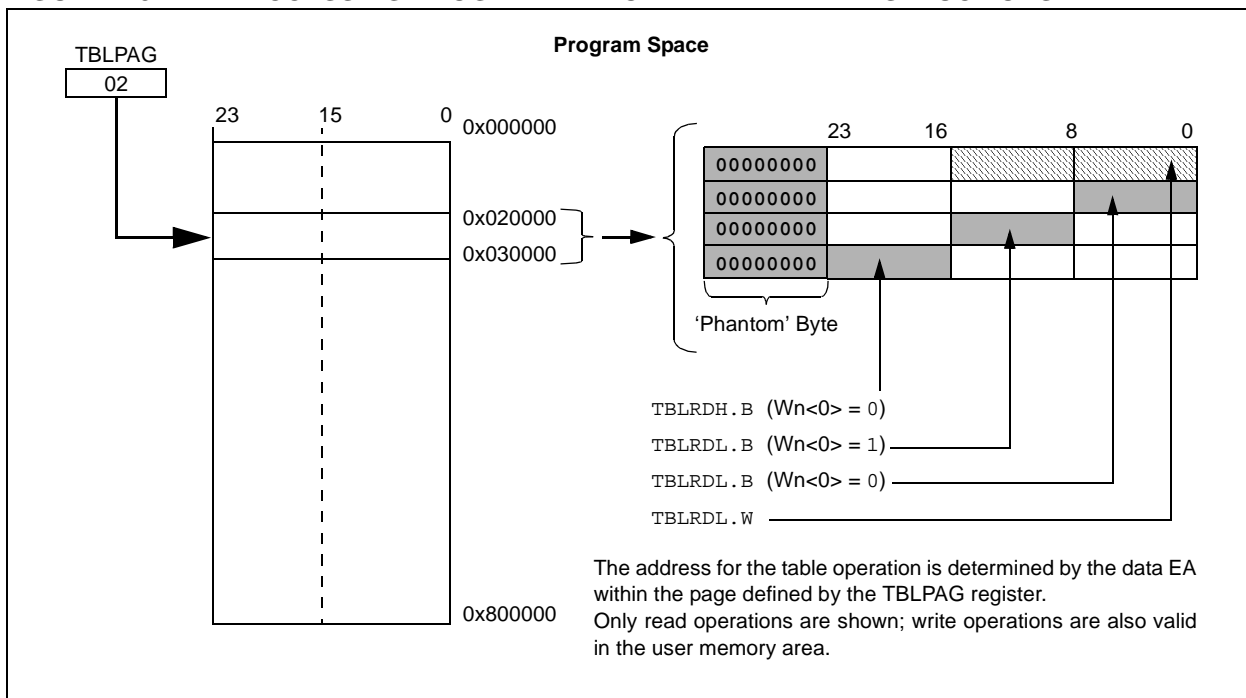 Program Space
TBLPAG
02
23 15 0
0x000000
0x020000
0x030000
0x800000
23 16 8 0
00000000
00000000
00000000
00000000
‘Phantom’ Byte
TBLRDH.B (Wn<0> = 0)
TBLRDL.B (Wn<0> = 1)
TBLRDL.B (Wn<0> = 0)
TBLRDL.W
The address for the table operation is determined by the data EA
within the page defined by the TBLPAG register.
Only read operations are shown; write operations are also valid
in the user memory area.